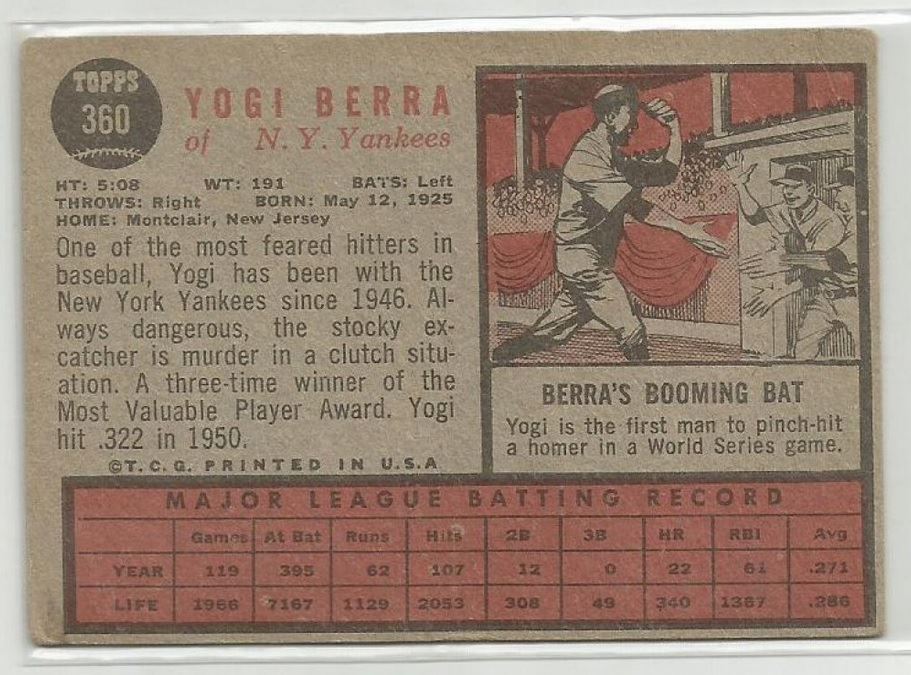 TOPPS
360
YOGI BERRA
of N. Y. Yankees
HT: 5:08 WT: 191 BATS: Left
THROWS: Right BORN: May 12, 1925
HOME: Montclair, New Jersey
One of the most feared hitters in
baseball, Yogi has been with the
New York Yankees since 1946. Al-
ways dangerous, the stocky ex-
catcher is murder in a clutch situ-
ation. A three-time winner of the
Most Valuable Player Award. Yogi
hit .322 in 1950.
©T. C. G. PRINTED IN U.S.A
BERRA'S BOOMING BAT
Yogi is the first man to pinch-hit
a homer in a World Series game.
MAJOR LEAGUE BATTING RECORD
Games At Bat Runs Hits 2B 3B HR RBI Avg
YEAR 119 395 62 107 12 0 22 61 .271
LIFE 1966 7167 1129 2053 308 49 340 1367 .286